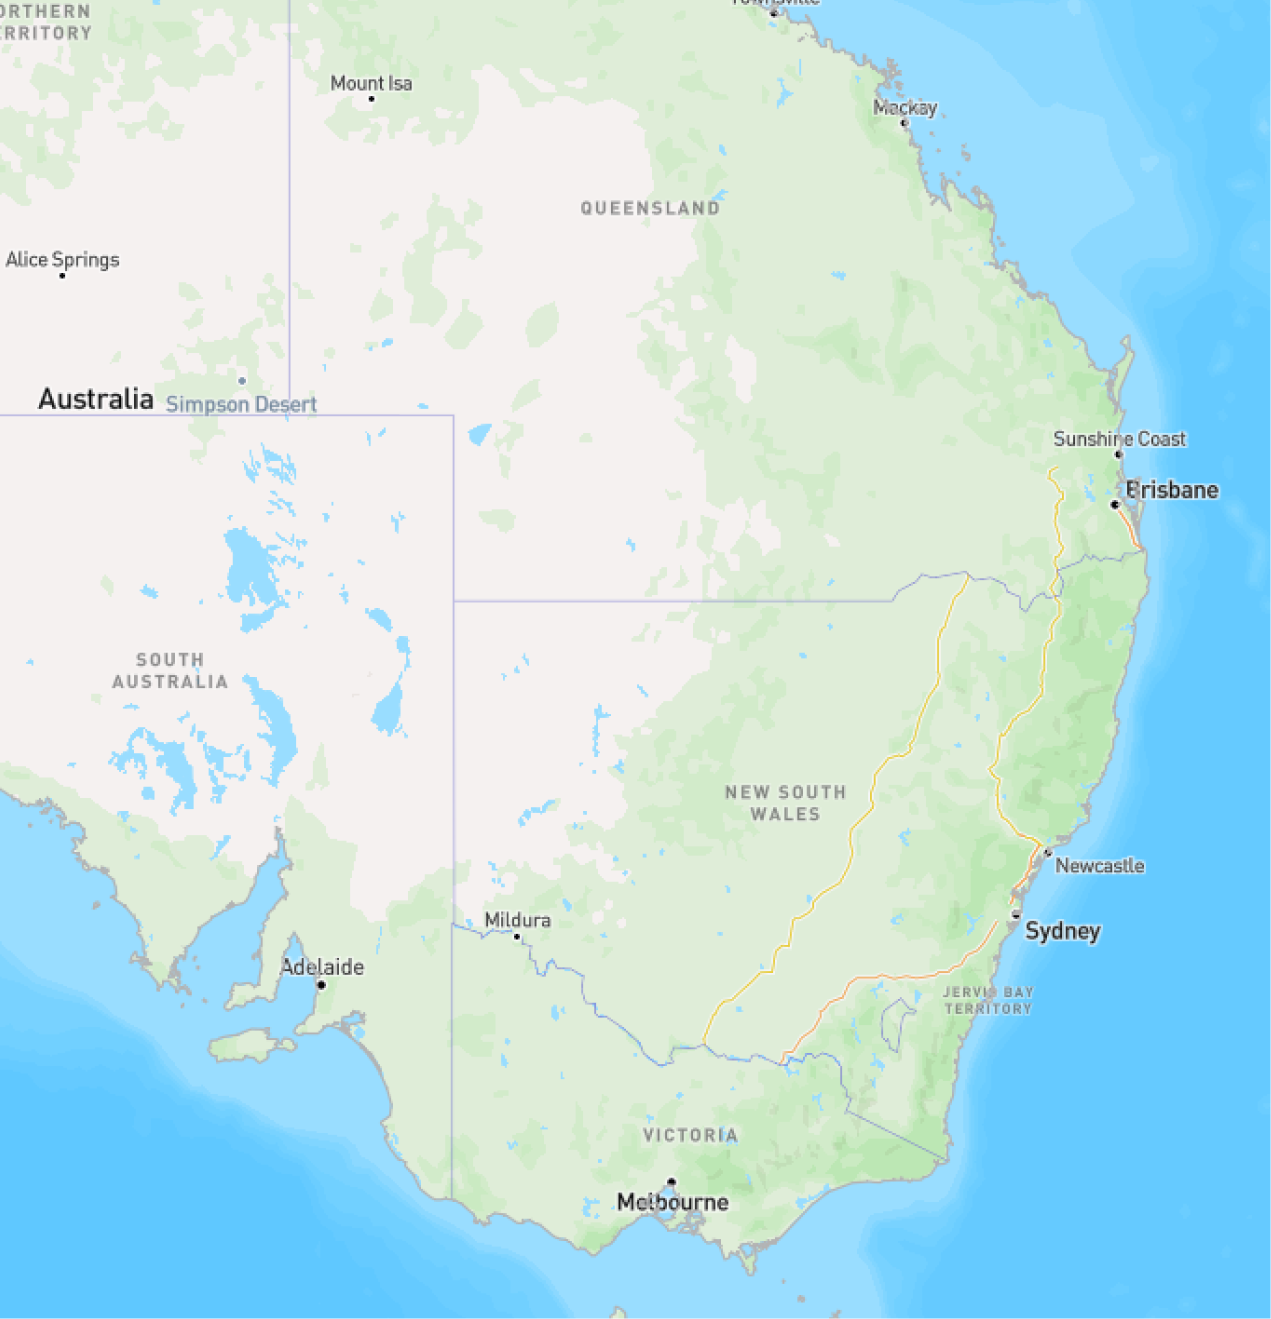 ORTHERN
ERRITORY
Townsville
Mount Isa
Mackay
QUEENSLAND
Alice Springs
Australia
Simpson Desert
Sunshine Coast
Brisbane
SOUTH
AUSTRALIA
NEW SOUTH
WALES
Newcastle
Mildura
Sydney
Adelaide
JERVIS BAY
TERRITORY
VICTORIA
Melbourne